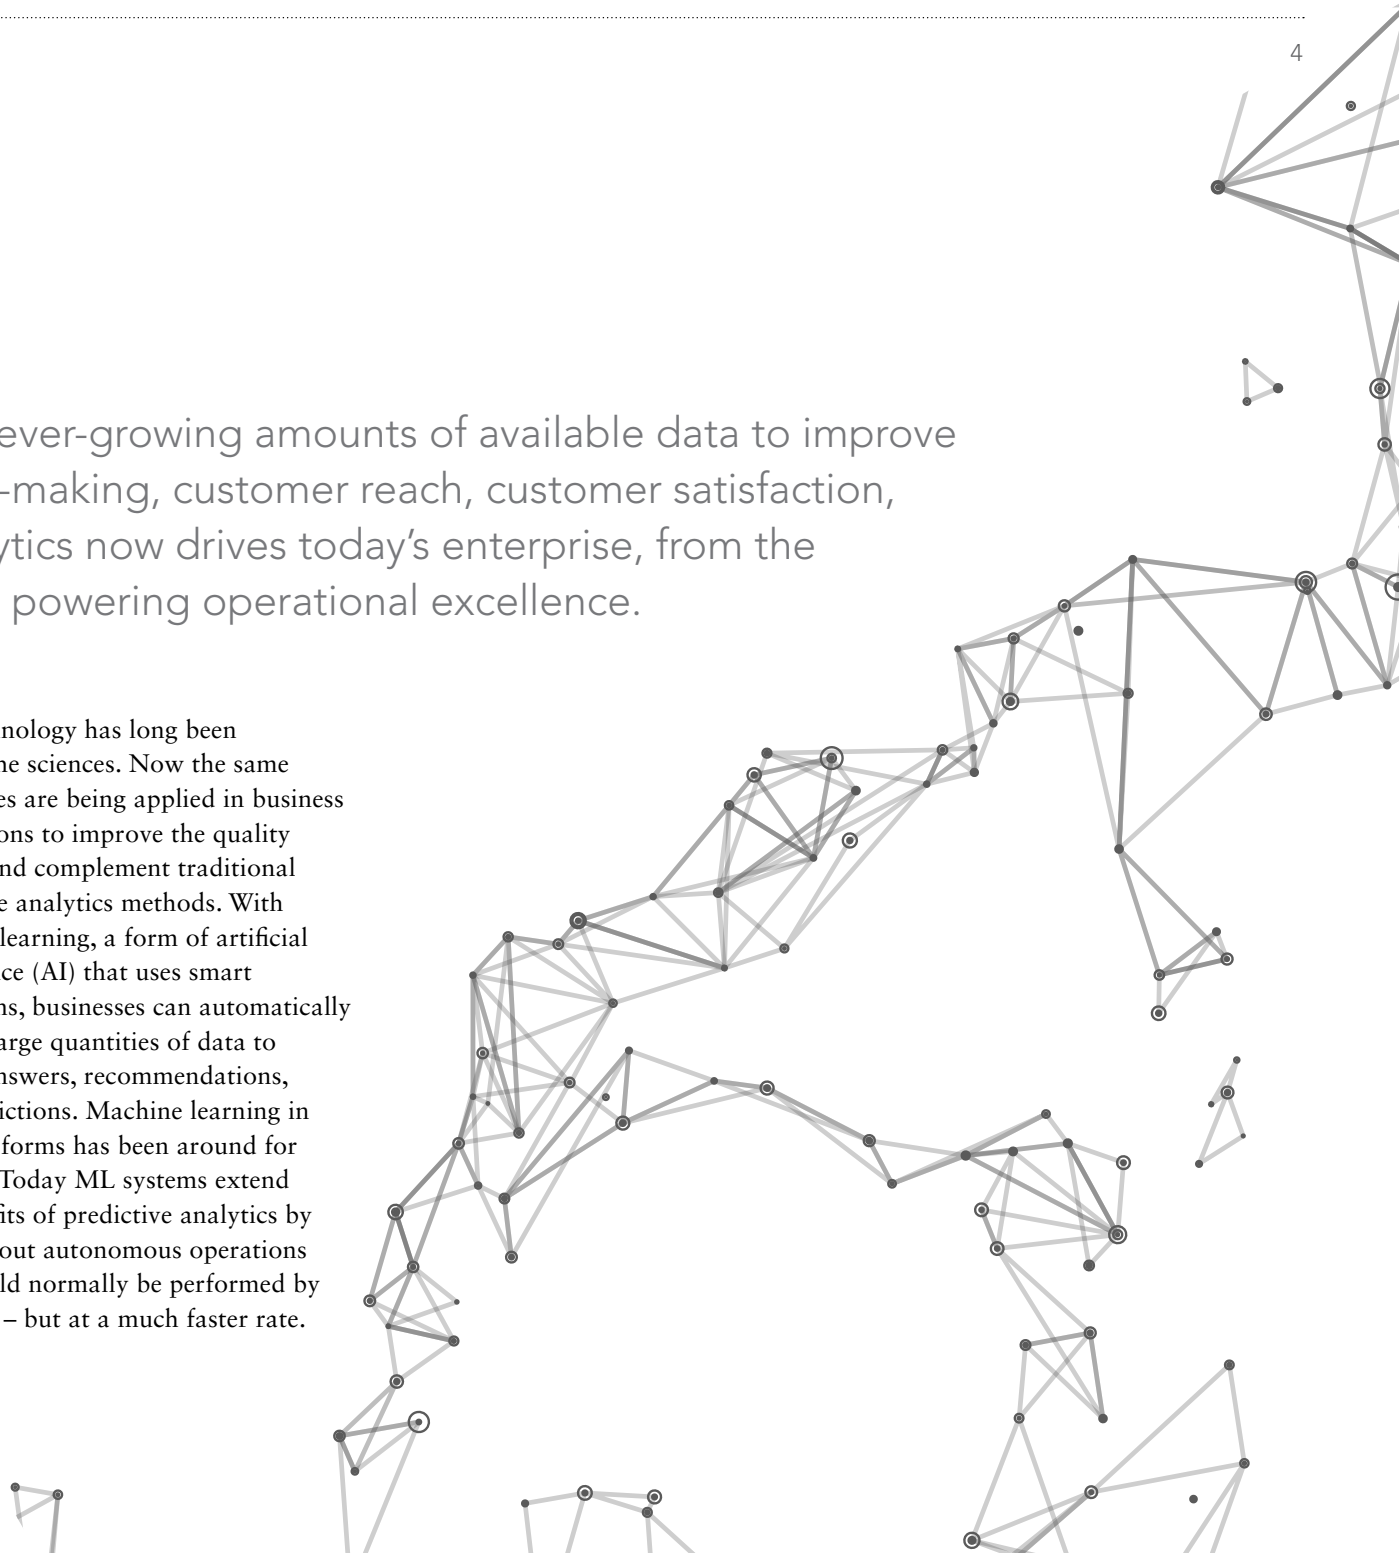 4
ever-growing amounts of available data to improve
-making, customer reach, customer satisfaction,
ytics now drives today’s enterprise, from the
powering operational excellence.
nology has long been
he sciences. Now the same
es are being applied in business
ons to improve the quality
nd complement traditional
e analytics methods. With
learning, a form of artificial
ce (AI) that uses smart
ms, businesses can automatically
arge quantities of data to
nswers, recommendations,
ictions. Machine learning in
forms has been around for
Today ML systems extend
fits of predictive analytics by
out autonomous operations
ld normally be performed by
– but at a much faster rate.